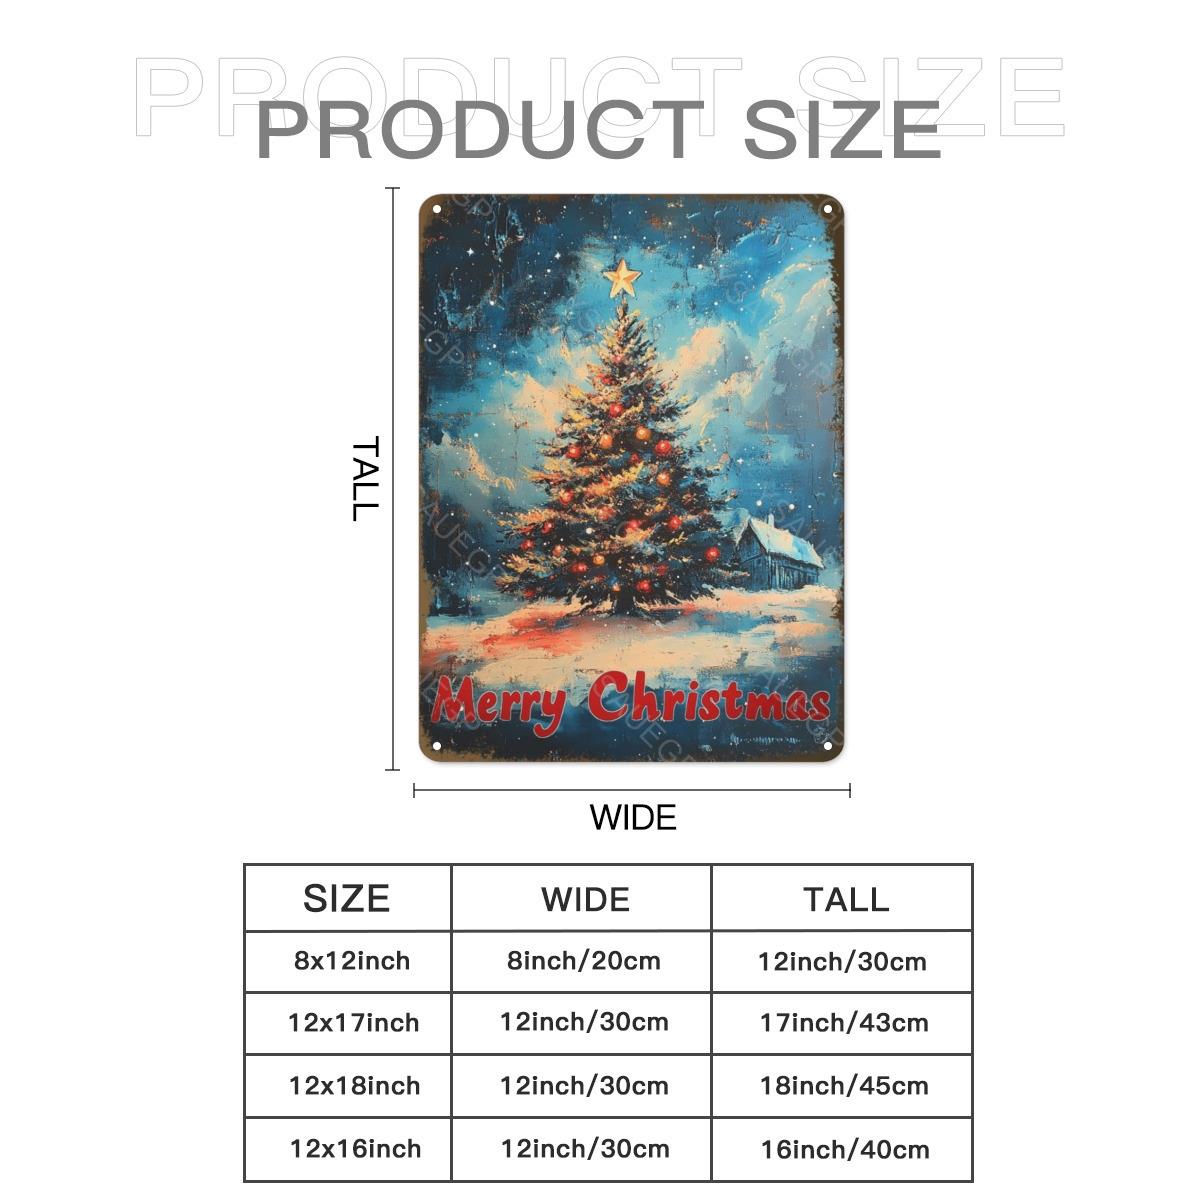 PRODUCT SIZE
PRODUCT SIZE
TALL
Merry Christmas
WIDE
SIZE WIDE TALL
8x12inch 8inch/20cm 12inch/30cm
12x17inch 12inch/30cm 17inch/43cm
12x18inch 12inch/30cm 18inch/45cm
12x16inch 12inch/30cm 16inch/40cm